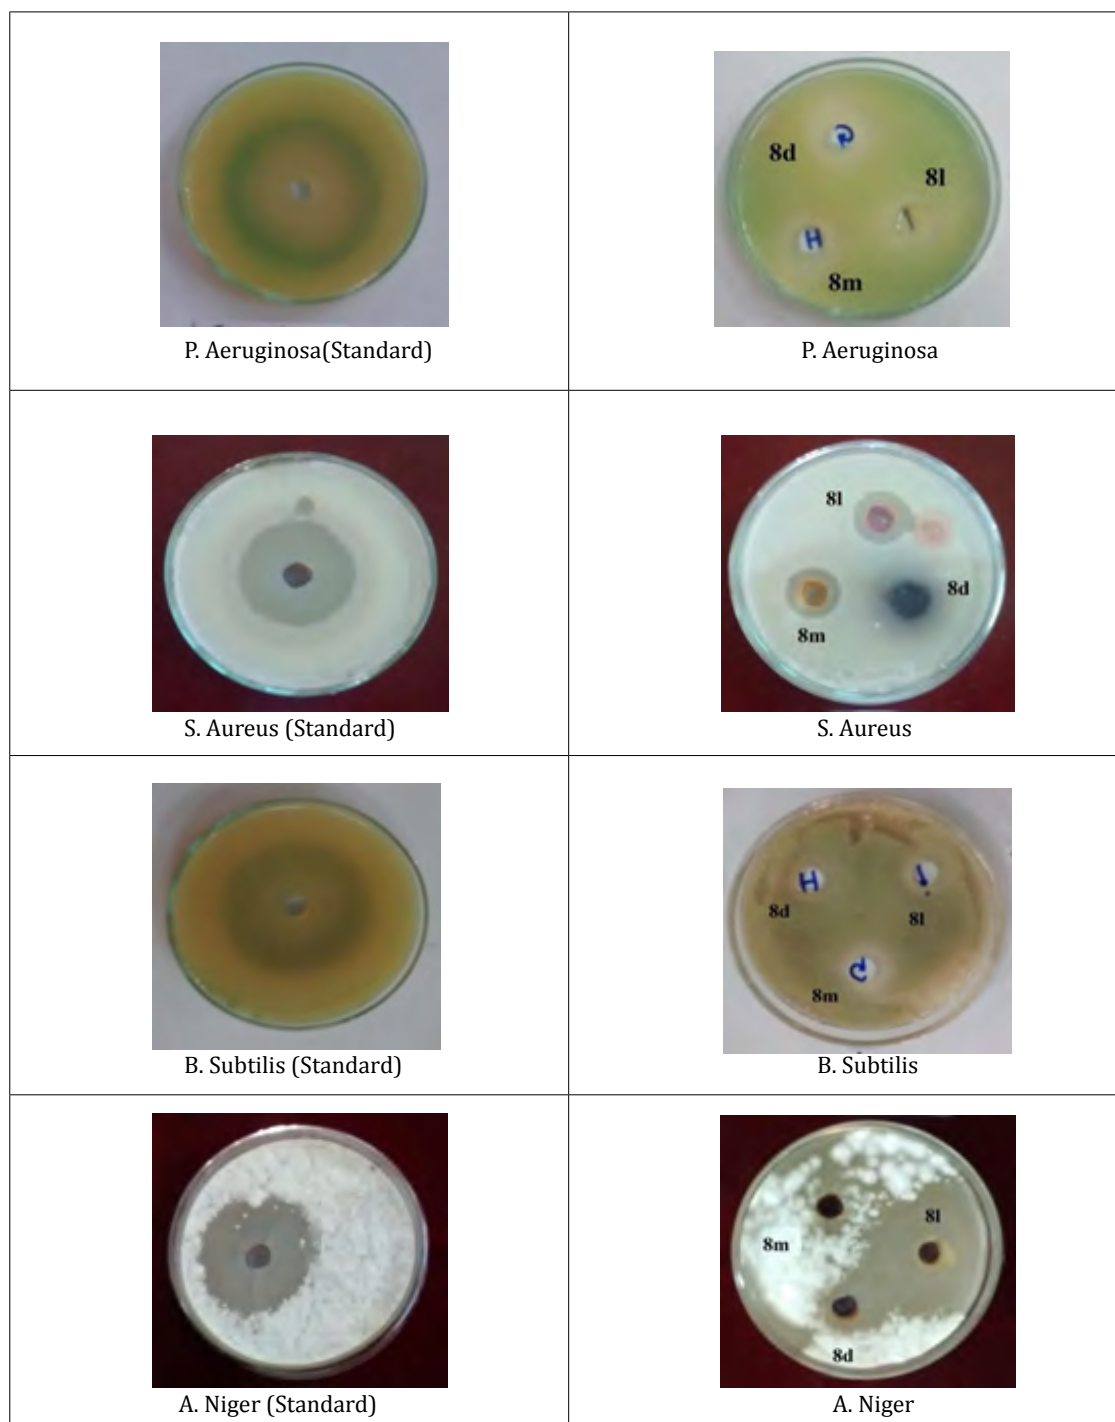 8d
8l
H
8m
P. Aeruginosa(Standard)
P. Aeruginosa
8l
8d
8m
S. Aureus (Standard)
S. Aureus
H
8d
8l
8m
B. Subtilis (Standard)
B. Subtilis
8l
8m
8d
A. Niger (Standard)
A. Niger